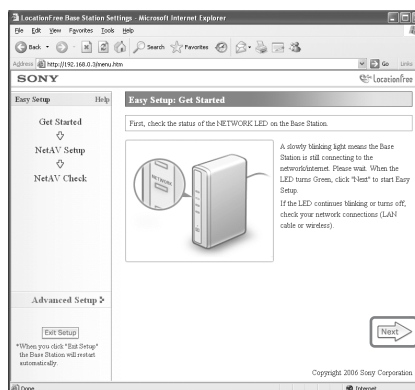 LocationFree Base Station Settings - Microsoft Internet Explorer
File Edit View Favorites Tools Help
Back Search Favorites
Address http://192.168.0.3/menu.htm Go Links
SONY LocationFree
Easy Setup Help
Get Started
NetAV Setup
NetAV Check
Advanced Setup
Exit Setup
*When you click "Exit Setup"
the Base Station will restart
automatically.
Easy Setup: Get Started
First, check the status of the NETWORK LED on the Base Station.
NETWORK
A slowly blinking light means the Base
Station is still connecting to the
network/internet. Please wait. When the
LED turns Green, click "Next" to start Easy
Setup.
If the LED continues blinking or turns off,
check your network connections (LAN
cable or wireless).
Next
Copyright 2006 Sony Corporation
Done Internet